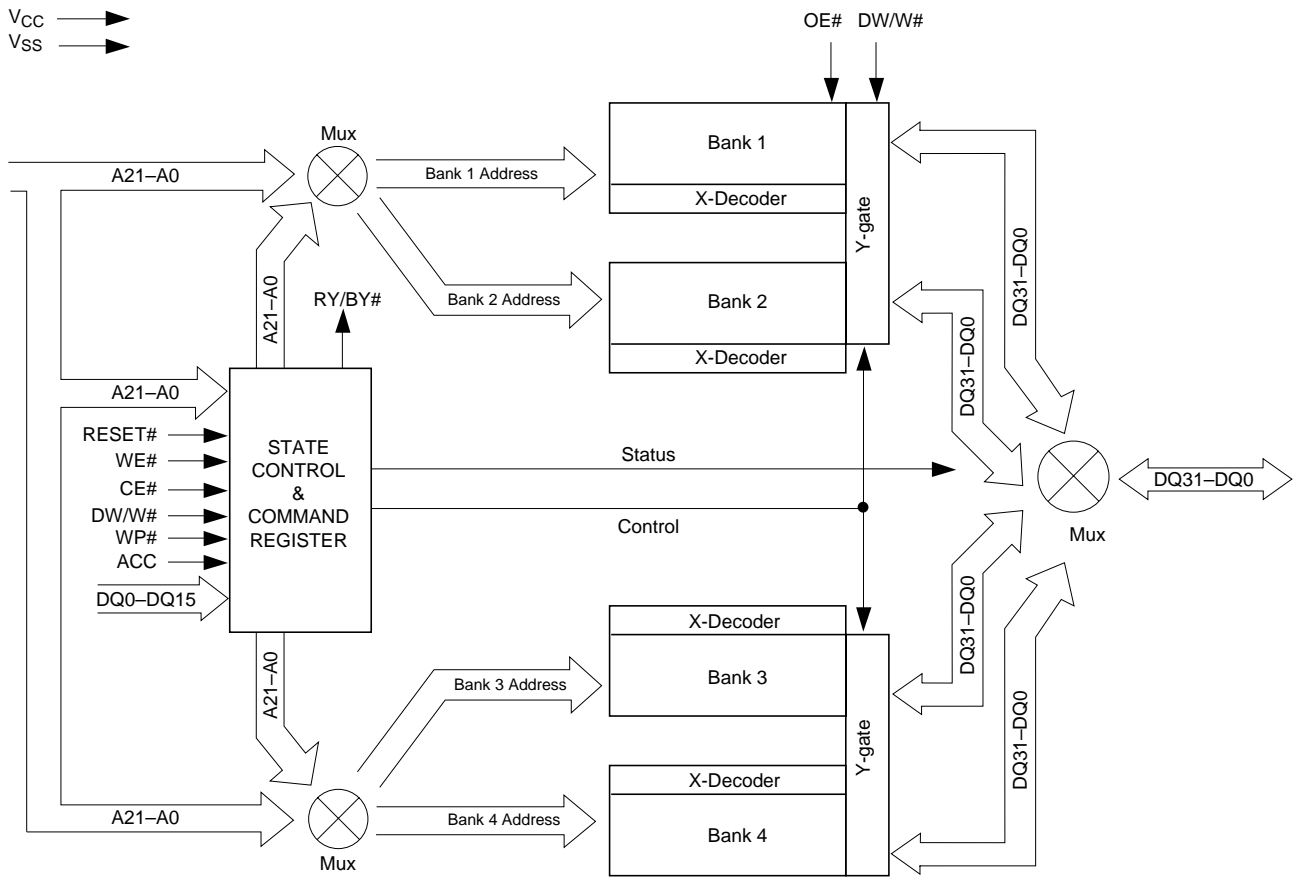 VCC
VSS
OE# DW/W#
Mux
A21–A0
Bank 1 Address
Bank 1
X-Decoder
Y-gate
DQ31–DQ0
A21–A0
RY/BY#
Bank 2 Address
Bank 2
X-Decoder
DQ31–DQ0
A21–A0
RESET#
WE#
CE#
DW/W#
WP#
ACC
DQ0–DQ15
STATE
CONTROL
&
COMMAND
REGISTER
Status
Control
Mux
DQ31–DQ0
A21–A0
Bank 3 Address
X-Decoder
Bank 3
Y-gate
DQ31–DQ0
DQ31–DQ0
A21–A0
Mux
Bank 4 Address
X-Decoder
Bank 4